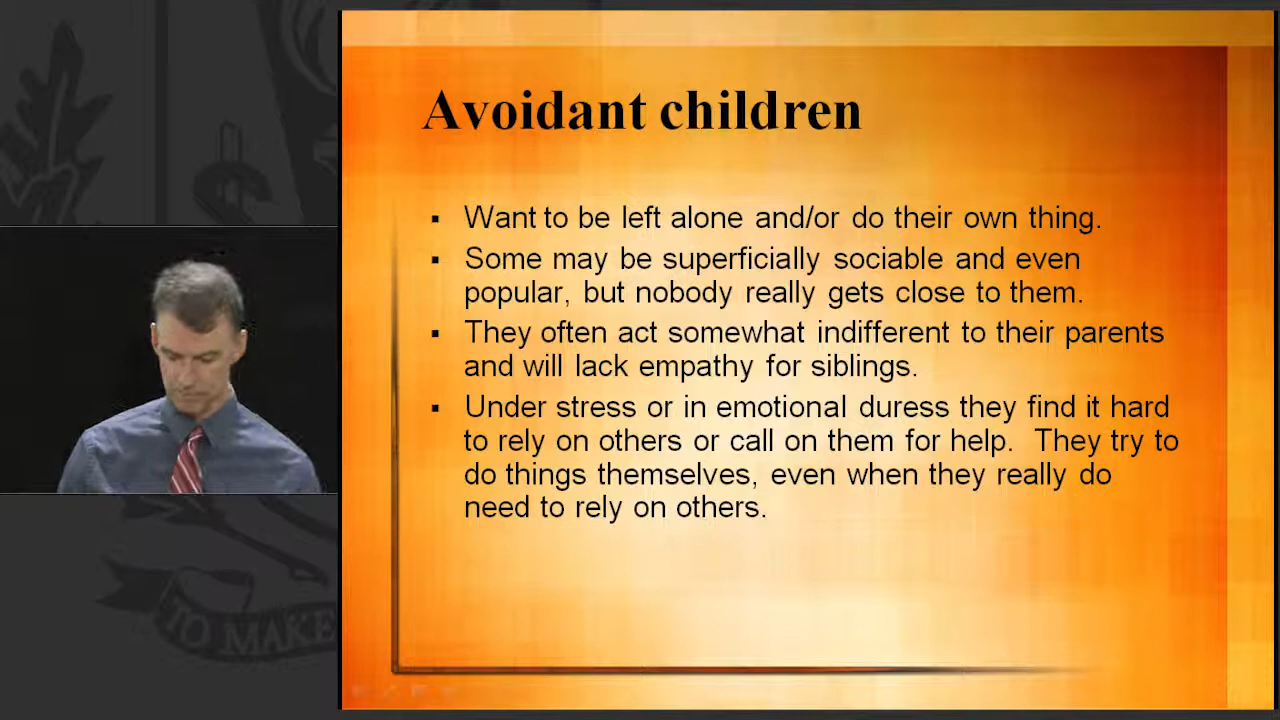 Avoidant children
▪ Want to be left alone and/or do their own thing.
▪ Some may be superficially sociable and even
popular, but nobody really gets close to them.
▪ They often act somewhat indifferent to their parents
and will lack empathy for siblings.
▪ Under stress or in emotional duress they find it hard
to rely on others or call on them for help.  They try to
do things themselves, even when they really do
need to rely on others.
TO MAKE